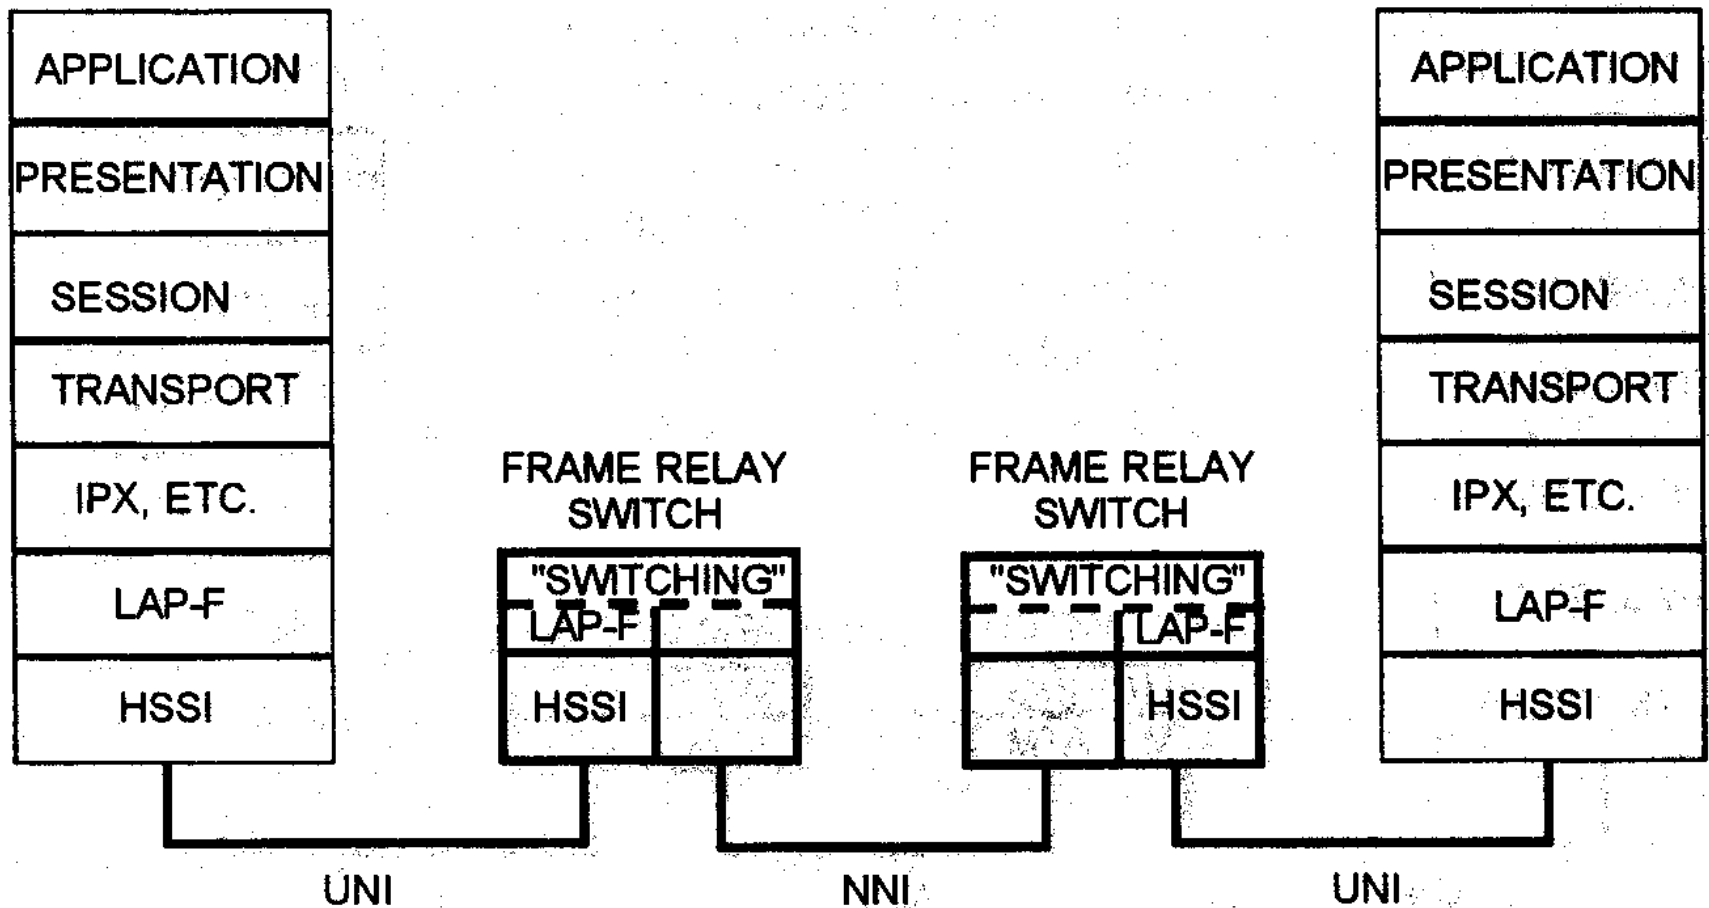 APPLICATION
PRESENTATION
SESSION
TRANSPORT
IPX, ETC.
LAP-F
HSSI
FRAME RELAY
SWITCH
"SWITCHING"
LAP-F
HSSI
FRAME RELAY
SWITCH
"SWITCHING"
LAP-F
HSSI
APPLICATION
PRESENTATION
SESSION
TRANSPORT
IPX, ETC.
LAP-F
HSSI
UNI
NNI
UNI